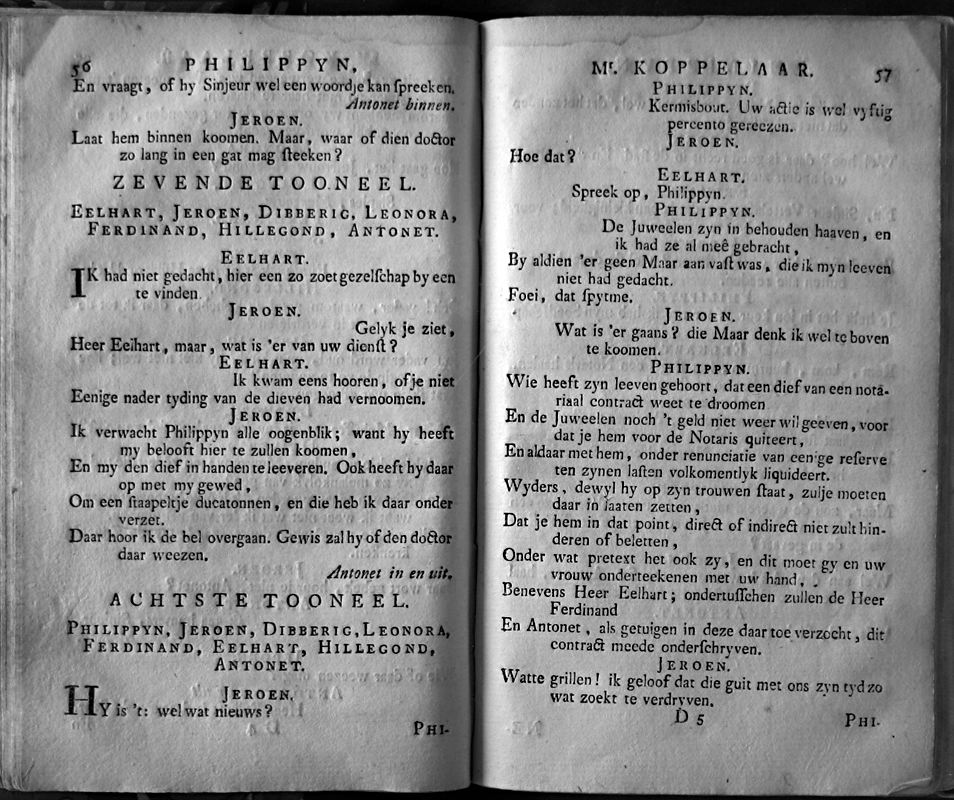 56 PHILIPPYN,
En vraagt, of hy Sinjeur wel een woordje kan ſpreeken.
Antonet binnen.
JEROEN.
Laat hem binnen koomen. Maar, waar of dien doctor
zo lang in een gat mag ſteeken?
ZEVENDE TOONEEL.
EELHART, JEROEN, DIBBERIG, LEONORA,
FERDINAND, HILLEGOND, ANTONET.
EELHART.
IK had niet gedacht, hier een zo zoet gezelſchap by een
te vinden
JEROEN.
Gelyk je ziet,
Heer Eelhart, maar, wat is 'er van uw dienſt?
EELHART.
Ik kwam eens hooren, of je niet
Eenige nader tyding van de dieven had vernoomen.
JEROEN.
Ik verwacht Philippyn alle oogenblik; want hy heeft
my belooft hier te zullen koomen,
En my den dief in handen te leeveren. Ook heeft hy daar
op met my gewed,
Om een ſtaapeltje ducatonnen, en die heb ik daar onder
verzet.
Daar hoor ik de bel overgaan. Gewis zal hy of den doctor
daar weezen.
Antonet in en uit.
ACHTSTE TOONEEL.
PHILIPPYN, JEROEN, DIBBERIG, LEONORA,
FERDINAND, EELHART, HILLEGOND,
ANTONET.
JEROEN.
HY is 't: wel wat nieuws?
PHI-
Mr. KOPPELAAR. 57
PHILIPPYN.
Kermisbout. Uw actie is wel vyftig
percento gereezen.
JEROEN.
Hoe dat?
EELHART.
Spreek op, Philippyn.
PHILIPPYN.
De Juweelen zyn in behouden haaven, en
ik had ze al meê gebracht,
By aldien 'er geen Maar aan vaſt was, die ik myn leeven
niet had gedacht.
Foei, dat ſpytme.
JEROEN.
Wat is 'er gaans? die Maar denk ik wel te boven
te koomen.
PHILIPPYN.
Wie heeft zyn leeven gehoort, dat een dief van een nota-
riaal contract weet te droomen
En de Juweelen noch 't geld niet weer wil geeven, voor
dat je hem voor de Notaris quiteert,
En aldaar met hem, onder renunciatie van eenige reſerve
ten zynen laſten volkomentlyk liquideert.
Wyders, dewyl hy op zyn trouwen ſtaat, zulje moeten
daar in laaten zetten,
Dat je hem in dat point, direct of indirect niet zult hin-
deren of beletten,
Onder wat pretext het ook zy, en dit moet gy en uw
vrouw onderteekenen met uw hand,
Benevens Heer Eelhart; ondertuſſchen zullen de Heer
Ferdinand
En Antonet, als getuigen in deze daar toe verzocht, dit
contract meede onderſchryven.
JEROEN.
Watte grillen! ik geloof dat die guit met ons zyn tyd zo
wat zoekt te verdryven.
D 5 PHI-